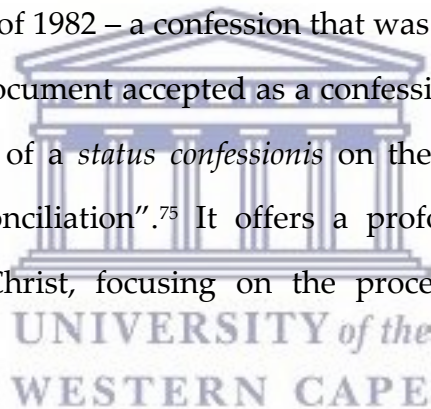 of 1982 – a confession that was
ocument accepted as a confessi
of a status confessionis on the
onciliation”.⁷⁵ It offers a profo
Christ, focusing on the proce
UNIVERSITY of the
WESTERN CAPE